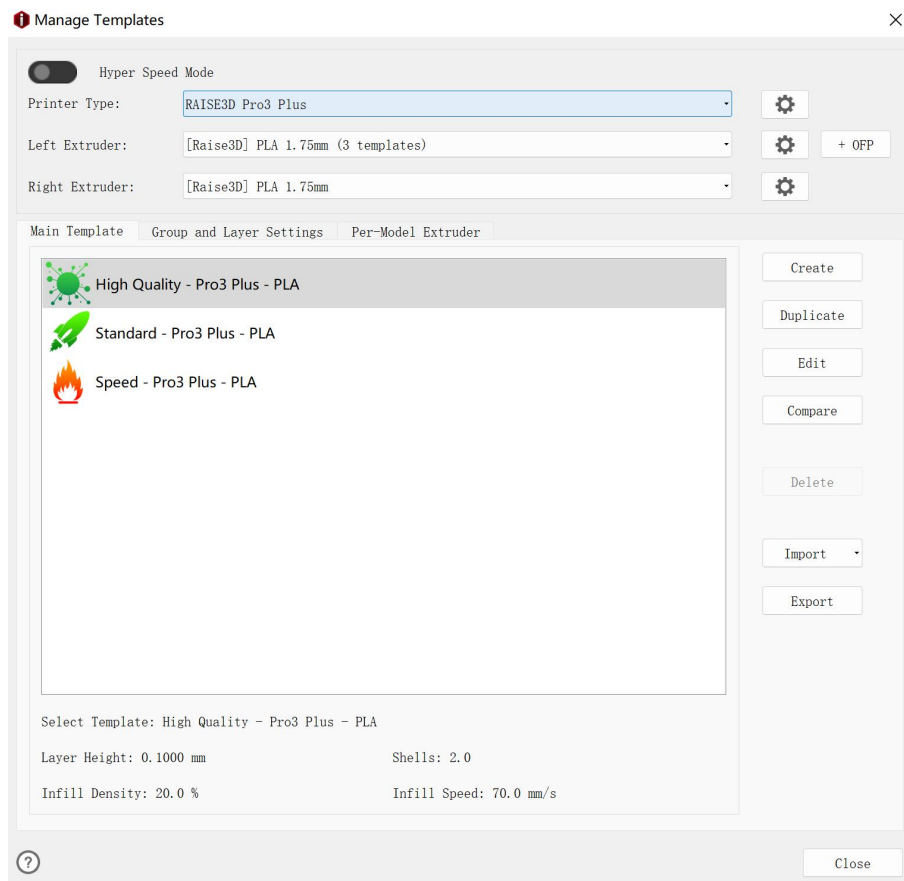 Manage Templates
Hyper Speed Mode
Printer Type: RAISE3D Pro3 Plus
Left Extruder: [Raise3D] PLA 1.75mm (3 templates) + OFP
Right Extruder: [Raise3D] PLA 1.75mm
Main Template Group and Layer Settings Per-Model Extruder
High Quality - Pro3 Plus - PLA
Standard - Pro3 Plus - PLA
Speed - Pro3 Plus - PLA
Create
Duplicate
Edit
Compare
Delete
Import
Export
Select Template: High Quality - Pro3 Plus - PLA
Layer Height: 0.1000 mm Shells: 2.0
Infill Density: 20.0 % Infill Speed: 70.0 mm/s
? Close